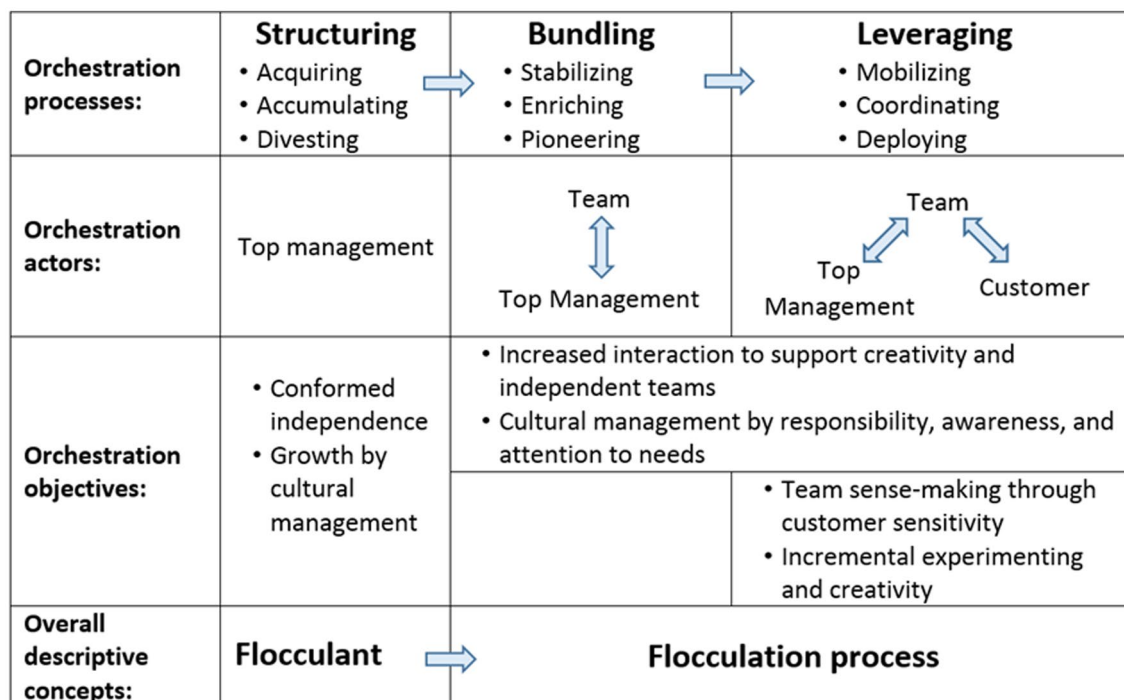 Orchestration
processes:
Structuring
• Acquiring
• Accumulating
• Divesting
Bundling
• Stabilizing
• Enriching
• Pioneering
Leveraging
• Mobilizing
• Coordinating
• Deploying
Orchestration
actors:
Top management
Team
Top Management
Team
Top
Management
Customer
Orchestration
objectives:
• Conformed
independence
• Growth by
cultural
management
• Increased interaction to support creativity and
independent teams
• Cultural management by responsibility, awareness, and
attention to needs
• Team sense-making through
customer sensitivity
• Incremental experimenting
and creativity
Overall
descriptive
concepts:
Flocculant
Flocculation process